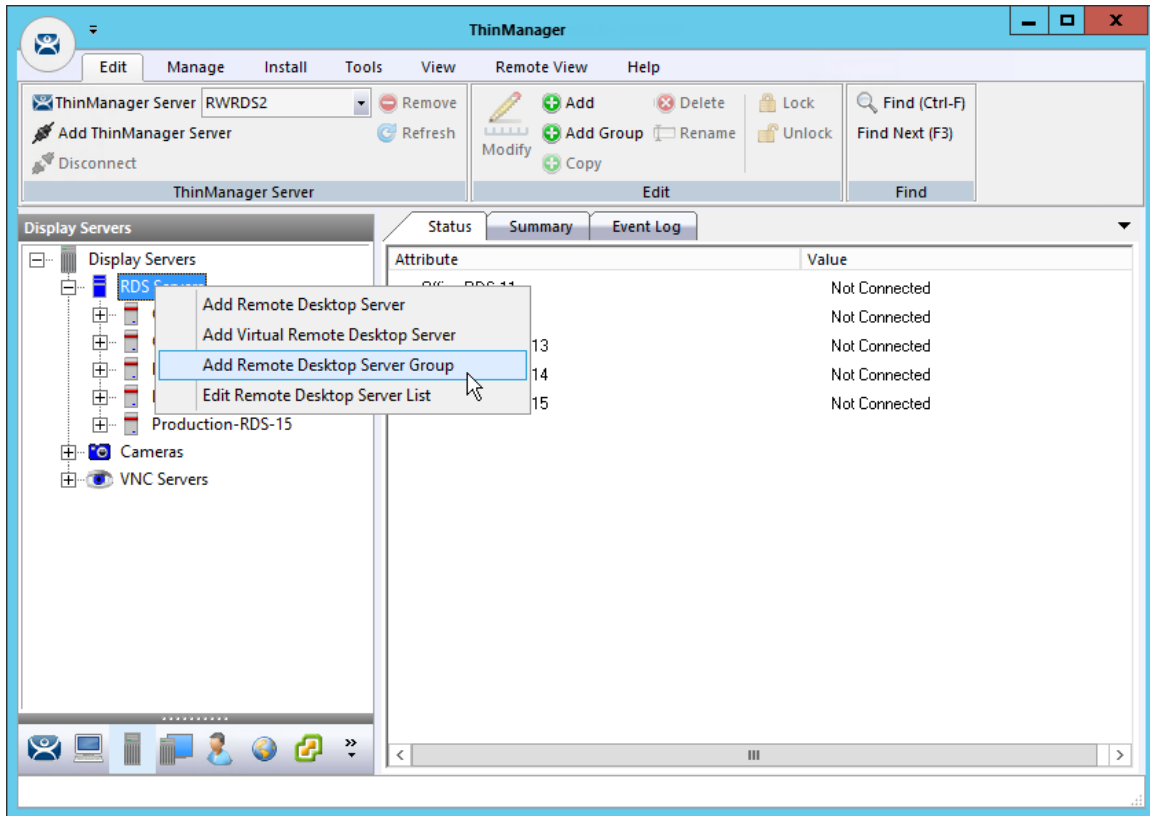 ThinManager
Edit Manage Install Tools View Remote View Help
ThinManager Server RWRDS2 Remove Modify Add Delete Lock Find (Ctrl-F)
Add ThinManager Server Refresh Add Group Rename Unlock Find Next (F3)
Disconnect Copy
ThinManager Server Edit Find
Display Servers Status Summary Event Log
Display Servers Attribute Value
RDS Not Connected
Add Remote Desktop Server
Not Connected
Add Virtual Remote Desktop Server
13 Not Connected
Add Remote Desktop Server Group
14 Not Connected
Edit Remote Desktop Server List
15 Not Connected
Production-RDS-15
Cameras
VNC Servers